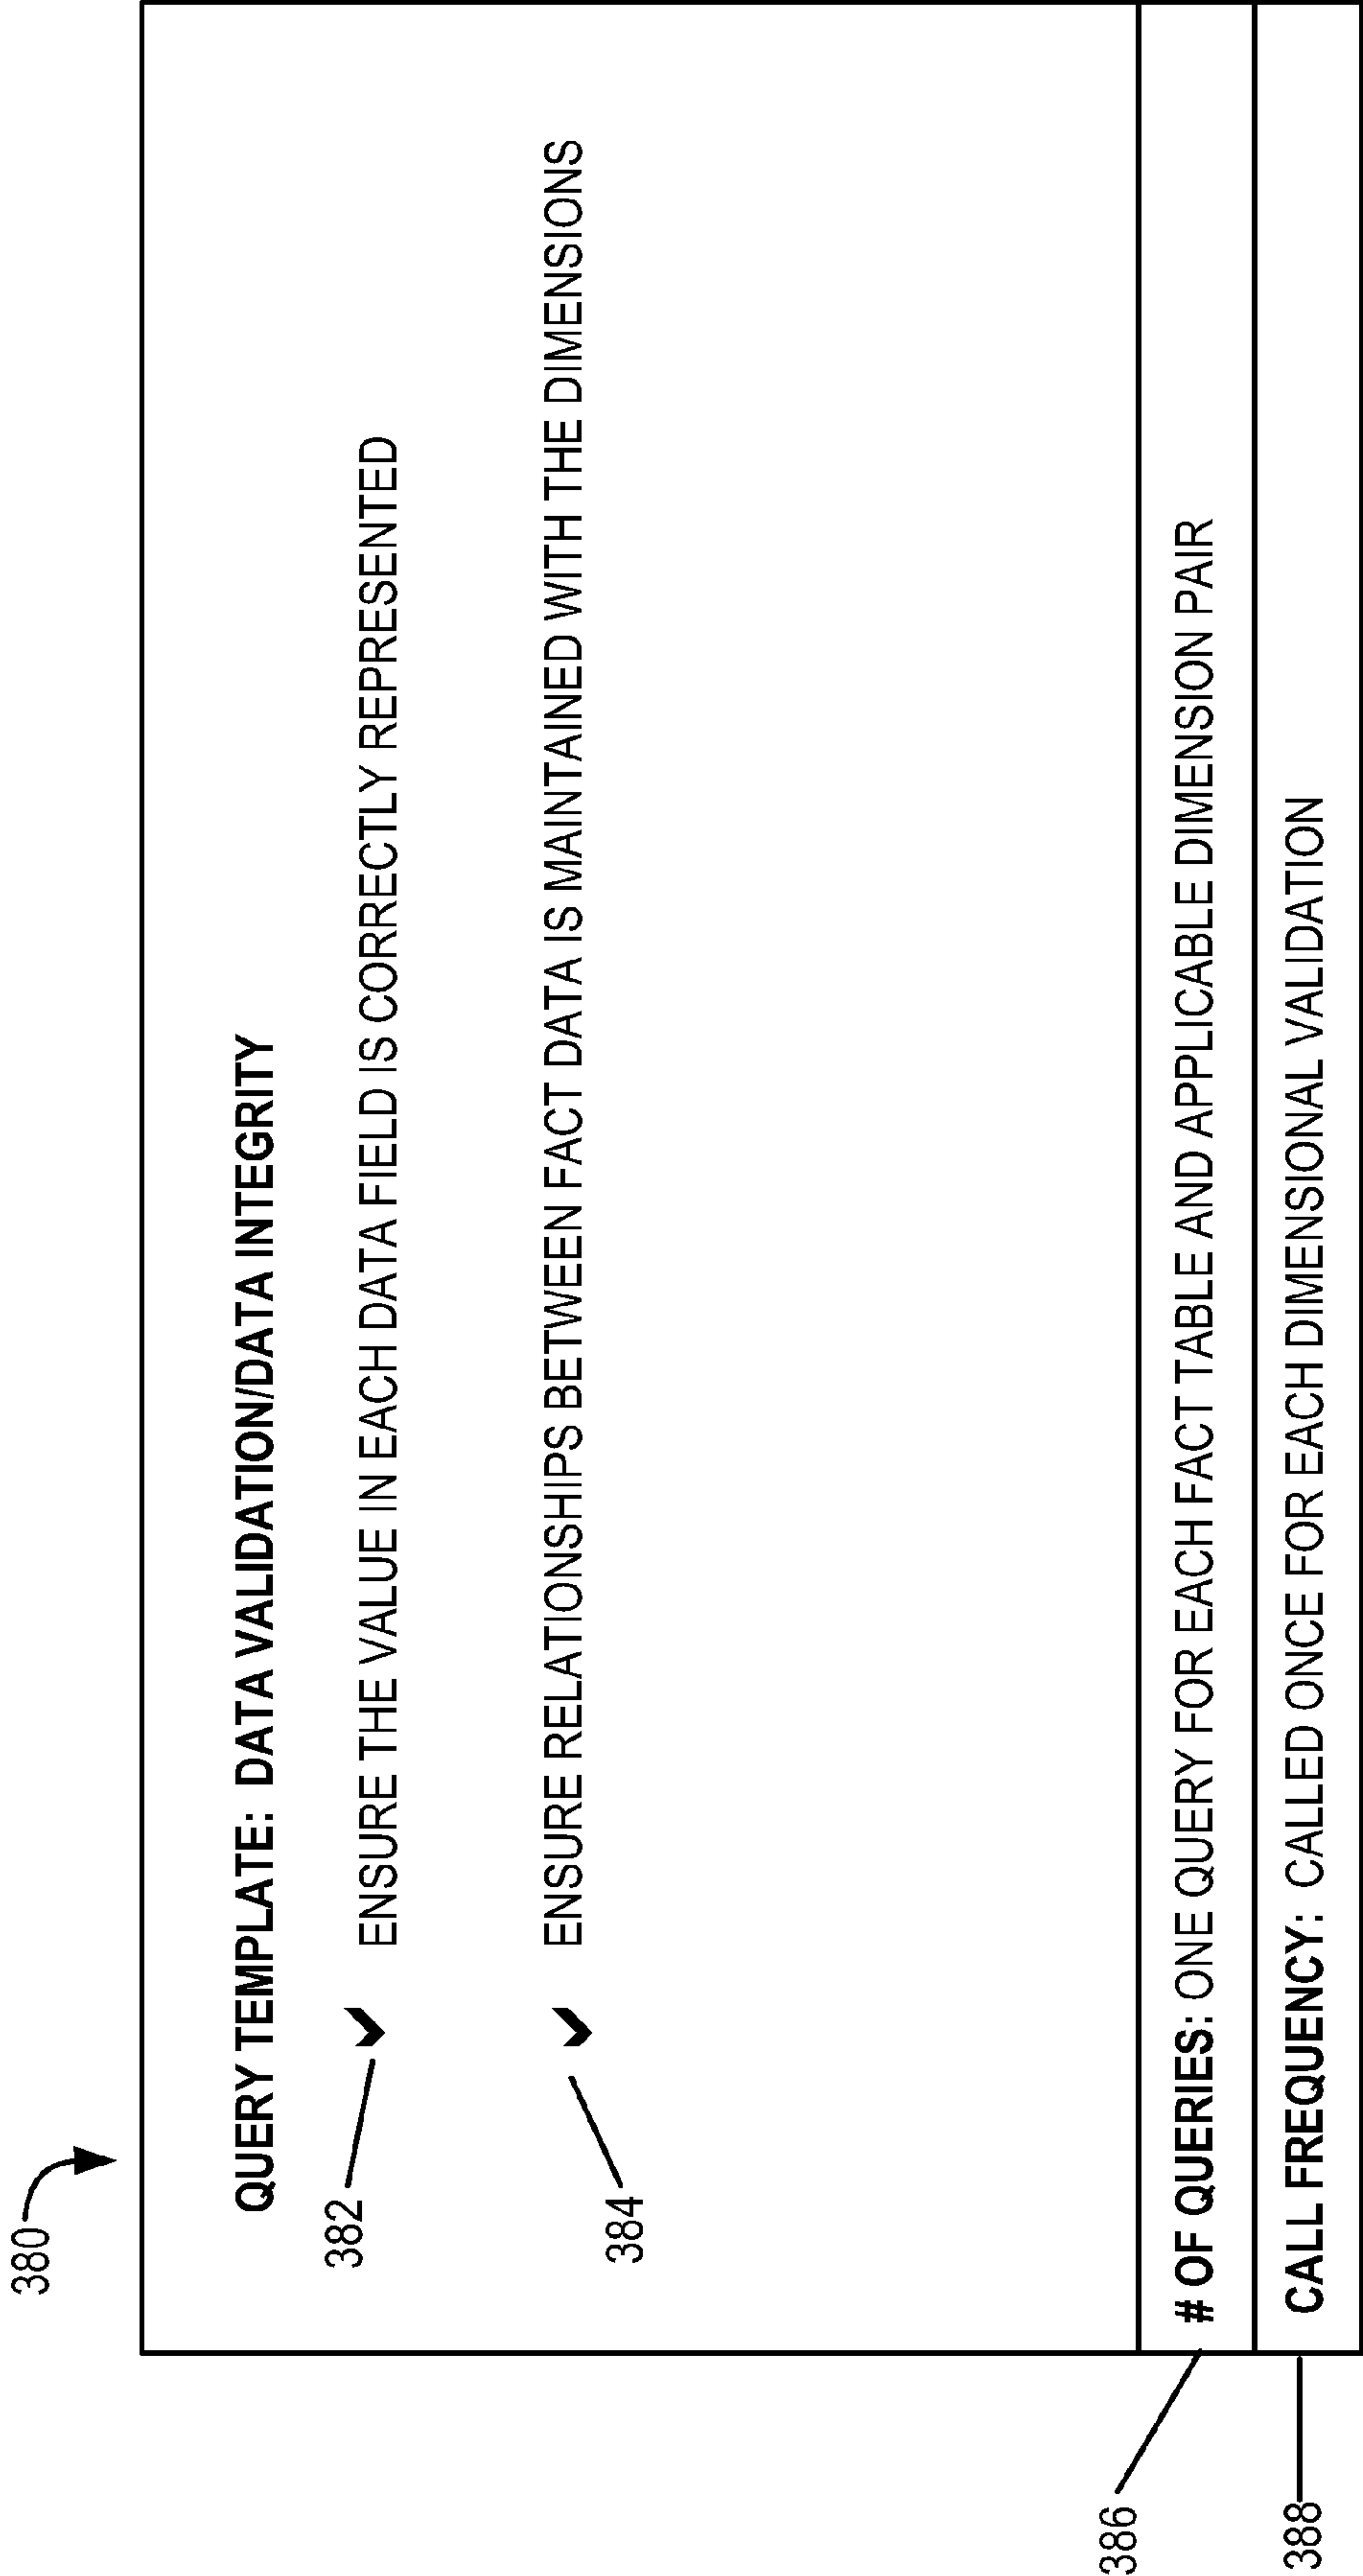 380
QUERY TEMPLATE: DATA VALIDATION/DATA INTEGRITY
382
ENSURE THE VALUE IN EACH DATA FIELD IS CORRECTLY REPRESENTED
384
ENSURE RELATIONSHIPS BETWEEN FACT DATA IS MAINTAINED WITH THE DIMENSIONS
386
# OF QUERIES: ONE QUERY FOR EACH FACT TABLE AND APPLICABLE DIMENSION PAIR
388
CALL FREQUENCY: CALLED ONCE FOR EACH DIMENSIONAL VALIDATION